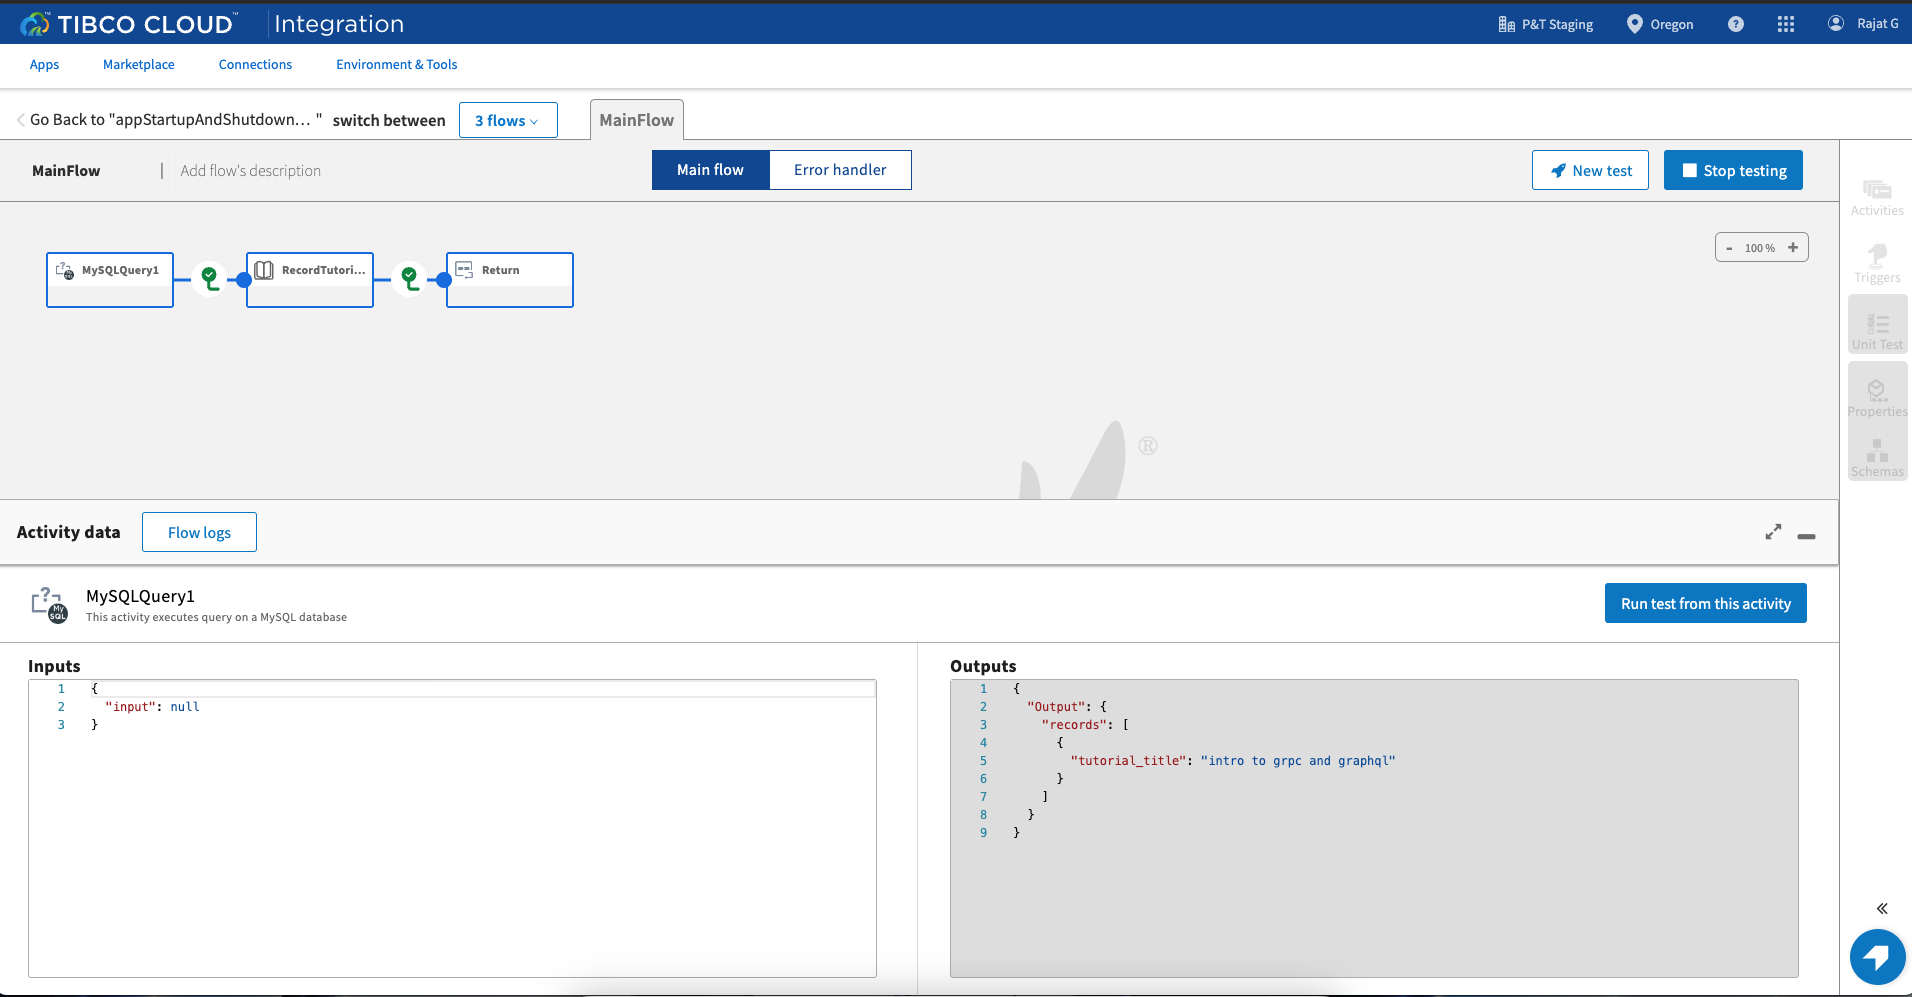 TIBCO CLOUD™ Integration
P&T Staging Oregon ? Rajat G
Apps Marketplace Connections Environment & Tools
Go Back to "appStartupAndShutdown... " switch between 3 flows MainFlow
MainFlow | Add flow's description Main flow Error handler New test Stop testing
Activities
- 100 % +
MySQLQuery1 RecordTutori... Return
Triggers
Unit Test
Properties
®
Schemas
Activity data Flow logs
MySQLQuery1
This activity executes query on a MySQL database
My
SQL
Run test from this activity
Inputs
1 {
2 "input": null
3 }
Outputs
1 {
2 "Output": {
3 "records": [
4 {
5 "tutorial_title": "intro to grpc and graphql"
6 }
7 ]
8 }
9 }